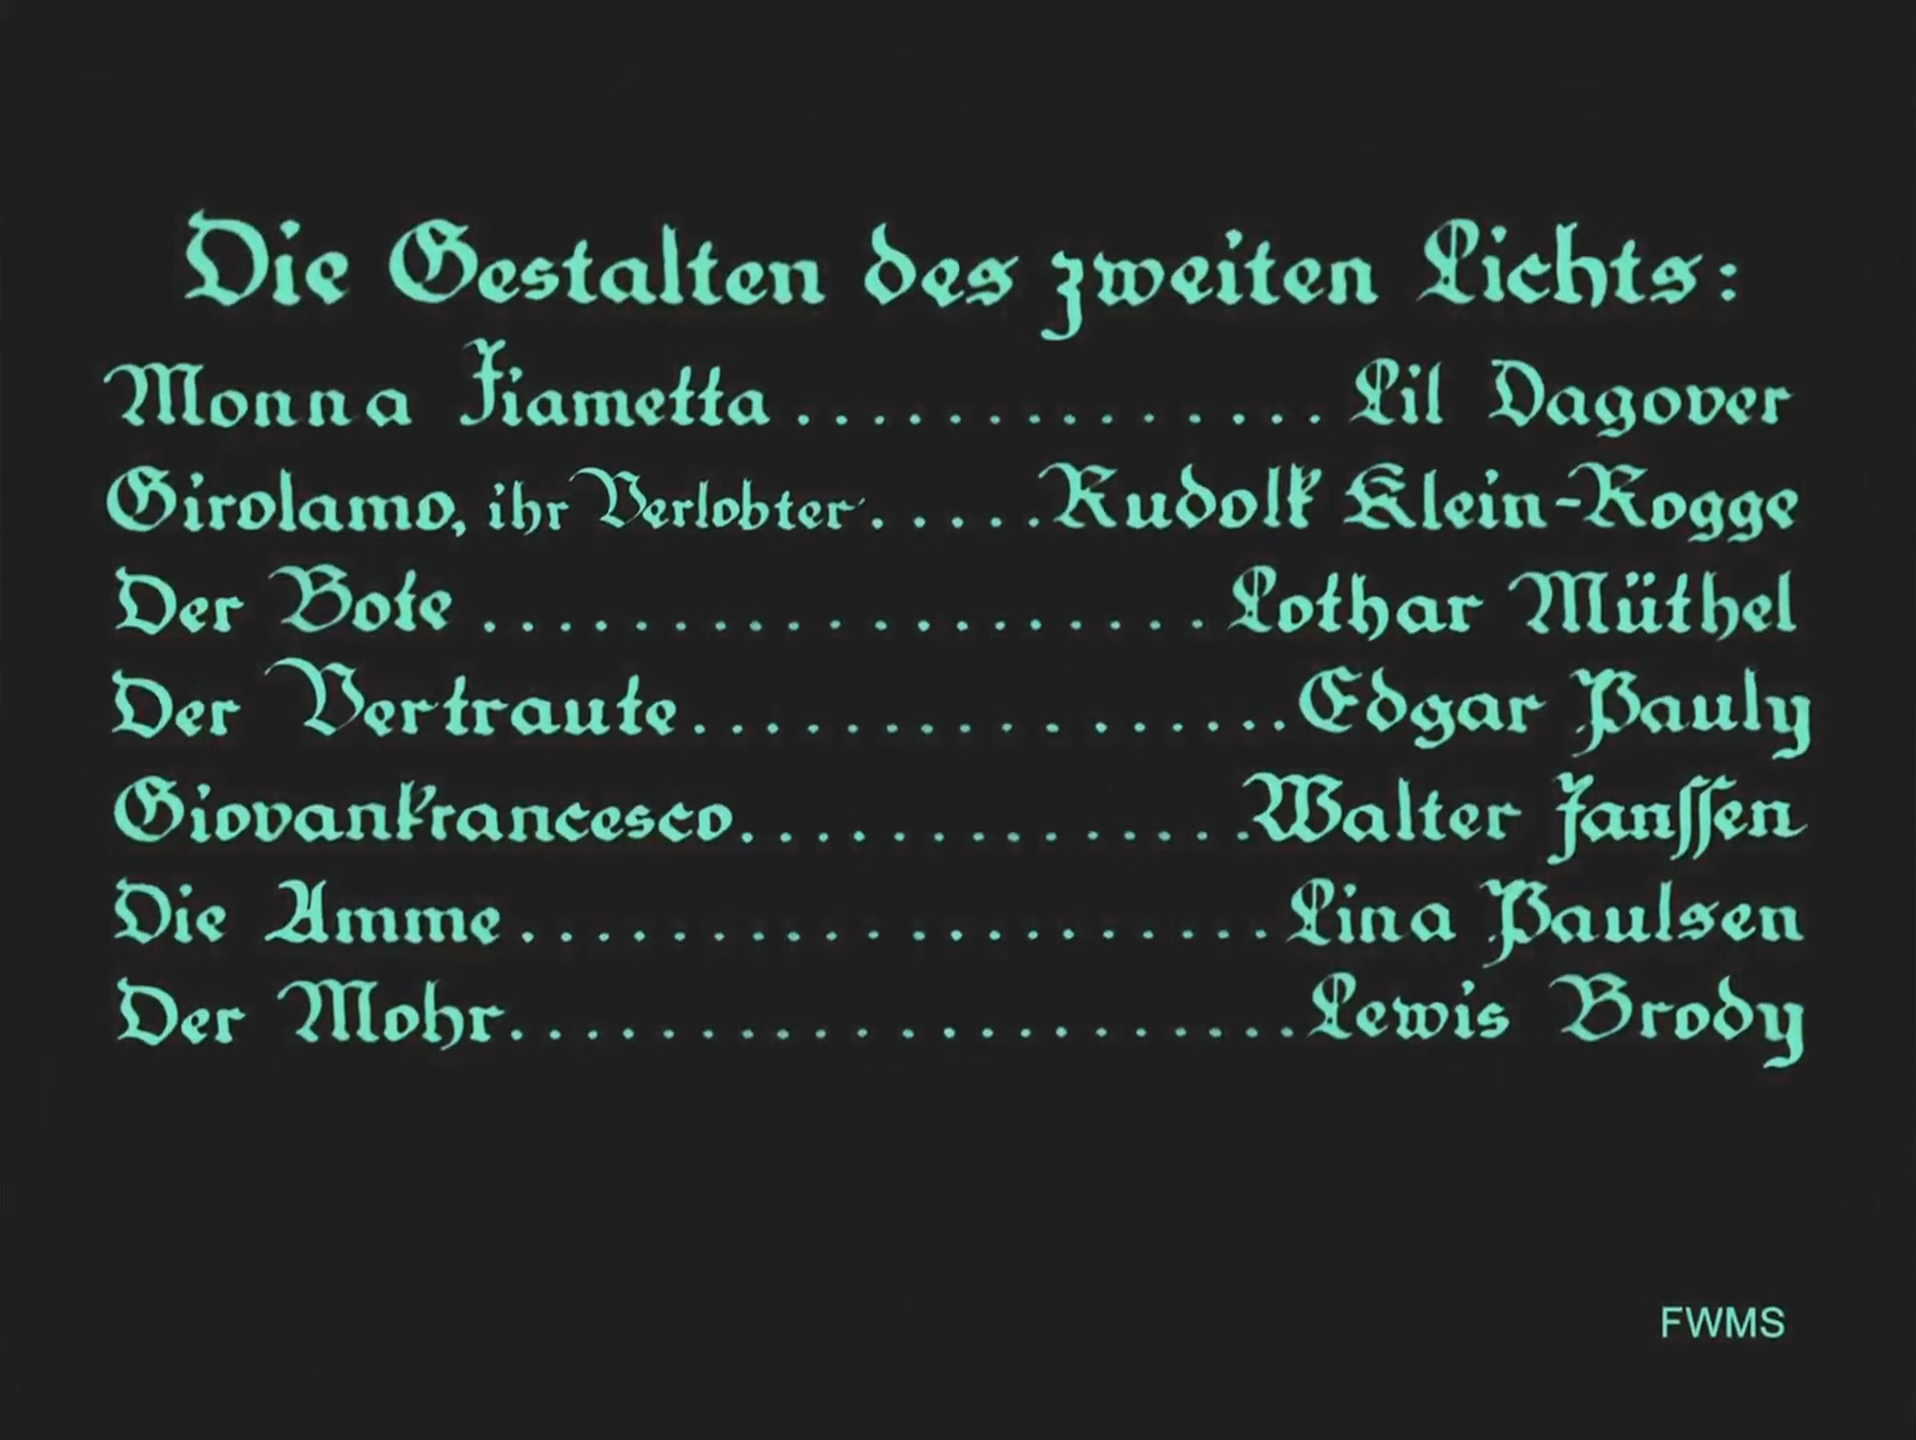 Die Gestalten des zweiten Lichts:
Monna Fiametta .............. Lil Dagover
Girolamo, ihr Verlobter.....Rudolf Klein-Rogge
Der Bote ................... Lothar Müthel
Der Vertraute................Edgar Pauly
Giovanfrancesco..............Walter Janssen
Die Amme....................Lina Paulsen
Der Mohr.....................Lewis Brody
FWMS